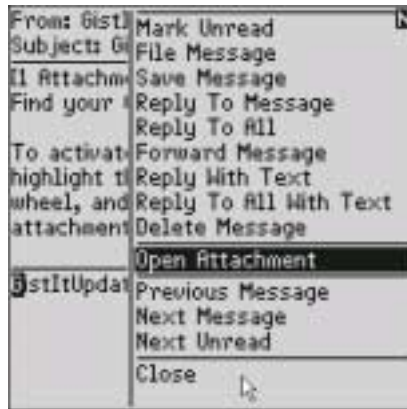 From: GistI
Subject: Gi
[1 Attachm
Find your
To activat
highlight t
wheel, and
attachment
GistItUpdat
Mark Unread
File Message
Save Message
Reply To Message
Reply To All
Forward Message
Reply With Text
Reply To All With Text
Delete Message
Open Attachment
Previous Message
Next Message
Next Unread
Close